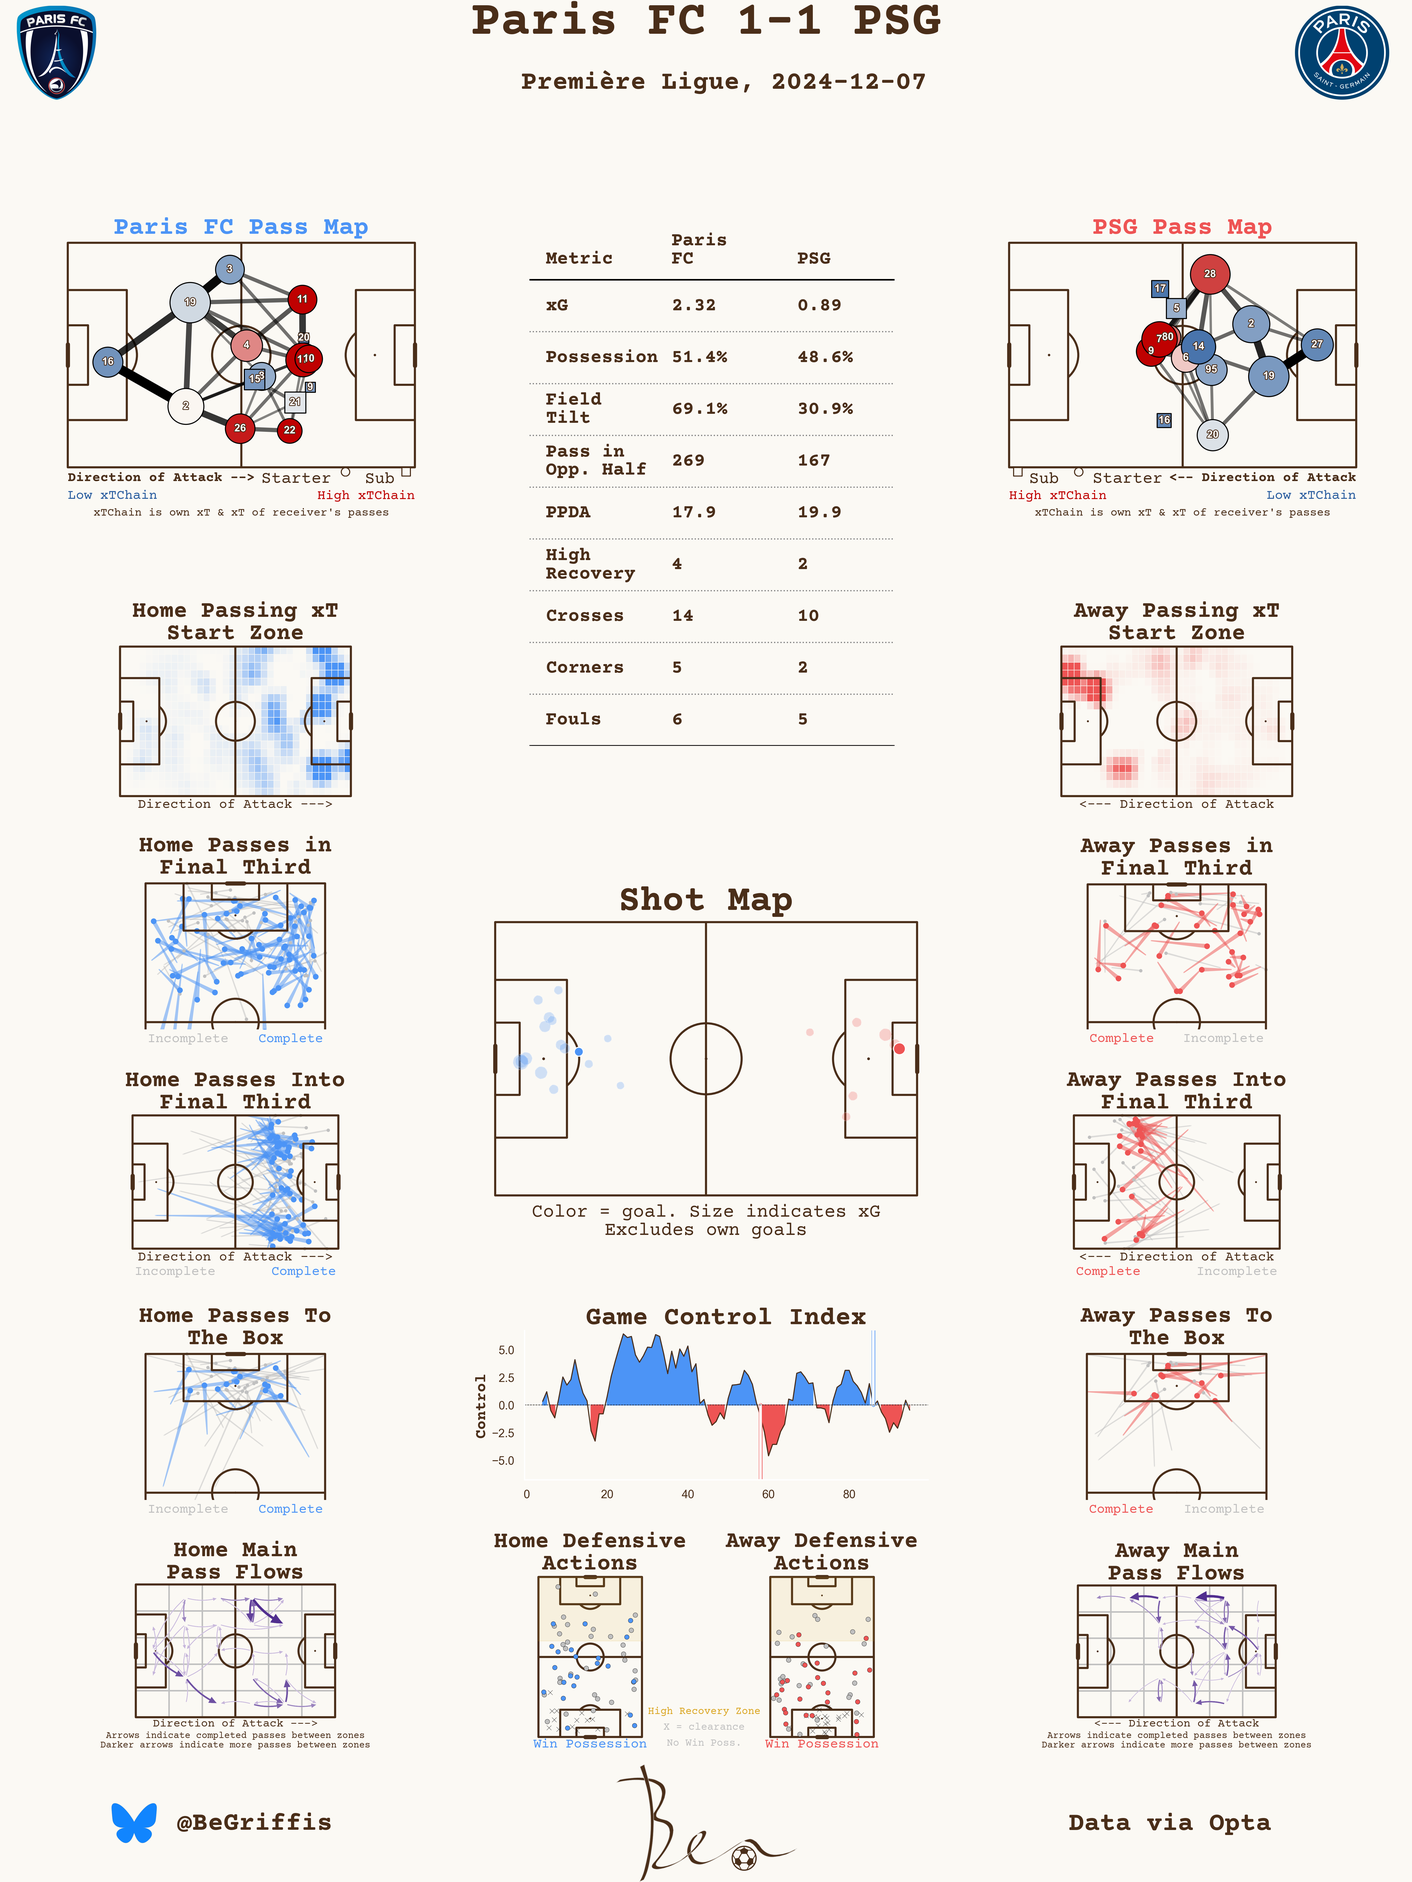 Paris FC 1-1 PSG
Première Ligue, 2024-12-07
PARIS FC
PARIS
SAINT-GERMAIN
Paris FC Pass Map
3
19
11
20
4
16
11
10
15
8
9
2
21
26
22
Direction of Attack --> Starter Sub
Low xTChain High xTChain
xTChain is own xT & xT of receiver's passes
Metric Paris FC PSG
xG 2.32 0.89
Possession 51.4% 48.6%
Field Tilt 69.1% 30.9%
Pass in Opp. Half 269 167
PPDA 17.9 19.9
High Recovery 4 2
Crosses 14 10
Corners 5 2
Fouls 6 5
PSG Pass Map
28
17
5
2
7
80
9
14
27
6
95
19
16
20
Sub Starter <-- Direction of Attack
High xTChain Low xTChain
xTChain is own xT & xT of receiver's passes
Home Passing xT
Start Zone
Direction of Attack --->
Away Passing xT
Start Zone
<--- Direction of Attack
Home Passes in
Final Third
Incomplete Complete
Away Passes in
Final Third
Complete Incomplete
Shot Map
Color = goal. Size indicates xG
Excludes own goals
Home Passes Into
Final Third
Direction of Attack --->
Incomplete Complete
Away Passes Into
Final Third
<--- Direction of Attack
Complete Incomplete
Home Passes To
The Box
Incomplete Complete
Game Control Index
Control
5.0
2.5
0.0
−2.5
−5.0
0 20 40 60 80
Away Passes To
The Box
Complete Incomplete
Home Main
Pass Flows
Direction of Attack --->
Arrows indicate completed passes between zones
Darker arrows indicate more passes between zones
Home Defensive
Actions
Win Possession
High Recovery Zone
X = clearance
No Win Poss.
Away Defensive
Actions
Win Possession
Away Main
Pass Flows
<--- Direction of Attack
Arrows indicate completed passes between zones
Darker arrows indicate more passes between zones
@BeGriffis
Ben
Data via Opta